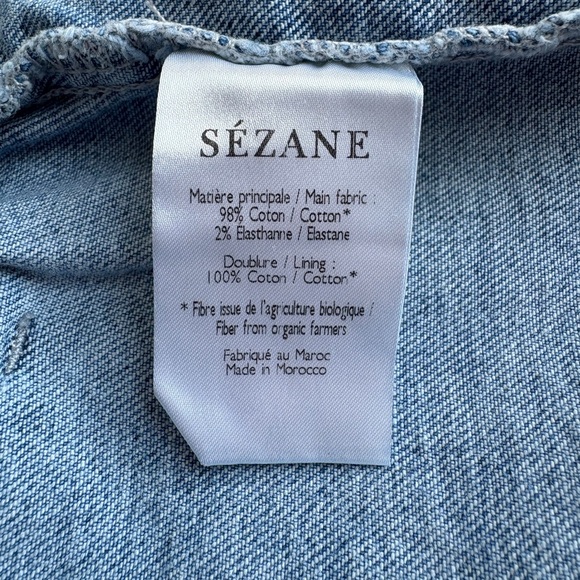 SÉZANE
Matière principale / Main fabric :
98% Coton / Cotton*
2% Elasthanne / Elastane
Doublure / Lining :
100% Coton / Cotton*
* Fibre issue de l'agriculture biologique /
Fiber from organic farmers
Fabriqué au Maroc
Made in Morocco